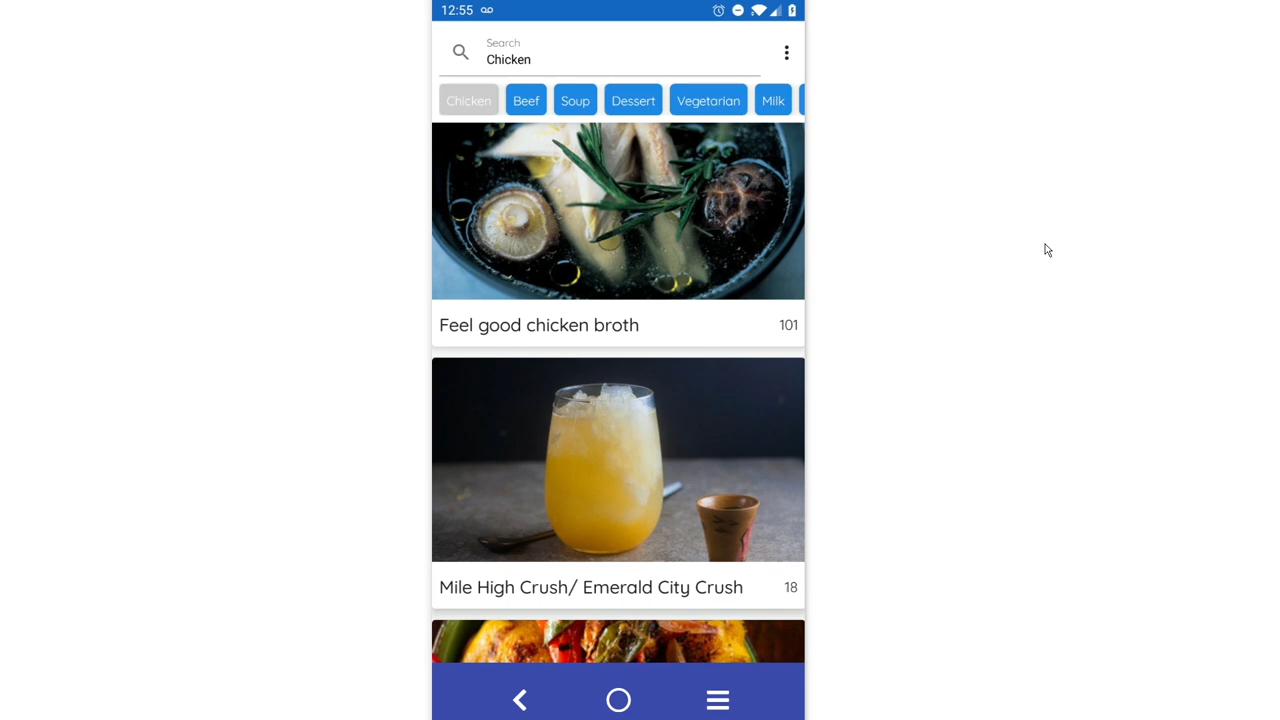 12:55
Search
Chicken
Chicken Beef Soup Dessert Vegetarian Milk
Feel good chicken broth 101
Mile High Crush/ Emerald City Crush 18